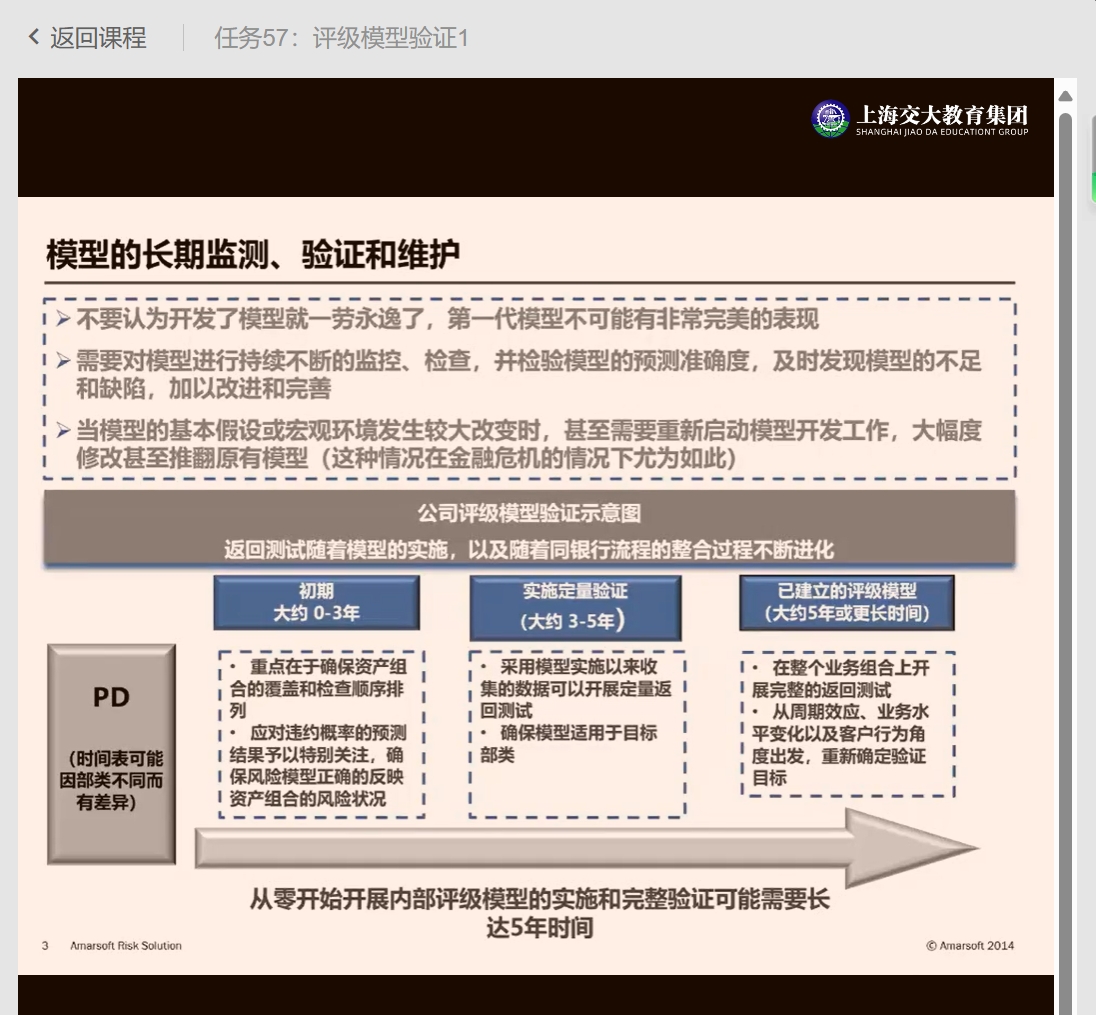 返回课程
任务57：评级模型验证1
上海交大教育集团
SHANGHAI JIAO DA EDUCATIONT GROUP
模型的长期监测、验证和维护
不要认为开发了模型就一劳永逸了，第一代模型不可能有非常完美的表现
需要对模型进行持续不断的监控、检查，并检验模型的预测准确度，及时发现模型的不足
和缺陷，加以改进和完善
当模型的基本假设或宏观环境发生较大改变时，甚至需要重新启动模型开发工作，大幅度
修改甚至推翻原有模型（这种情况在金融危机的情况下尤为如此）
公司评级模型验证示意图
返回测试随着模型的实施，以及随着同银行流程的整合过程不断进化
PD
（时间表可能
因部类不同而
有差异）
初期
大约 0-3年
• 重点在于确保资产组
合的覆盖和检查顺序排
列
• 应对违约概率的预测
结果予以特别关注，确
保风险模型正确的反映
资产组合的风险状况
实施定量验证
（大约 3-5年）
• 采用模型实施以来收
集的数据可以开展定量返
回测试
• 确保模型适用于目标
部类
已建立的评级模型
（大约5年或更长时间）
• 在整个业务组合上开
展完整的返回测试
• 从周期效应、业务水
平变化以及客户行为角
度出发，重新确定验证
目标
从零开始开展内部评级模型的实施和完整验证可能需要长
达5年时间
3 Amarsoft Risk Solution
© Amarsoft 2014